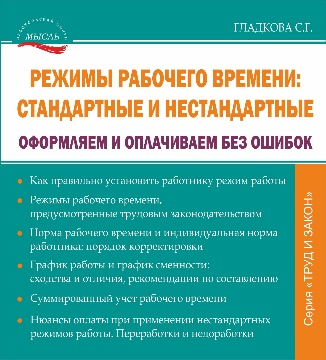 МЫСЛЬ
ГЛАДКОВА С.Г.
РЕЖИМЫ РАБОЧЕГО ВРЕМЕНИ:
СТАНДАРТНЫЕ И НЕСТАНДАРТНЫЕ
ОФОРМЛЯЕМ И ОПЛАЧИВАЕМ БЕЗ ОШИБОК
Как правильно установить работнику режим работы
Режимы рабочего времени,
предусмотренные трудовым законодательством
Норма рабочего времени и индивидуальная норма
работника: порядок корректировки
График работы и график сменности:
сходства и отличия, рекомендации по составлению
Суммированный учет рабочего времени
Нюансы оплаты при применении нестандартных
режимов работы. Переработки и недоработки
Серия «ТРУД И ЗАКОН»